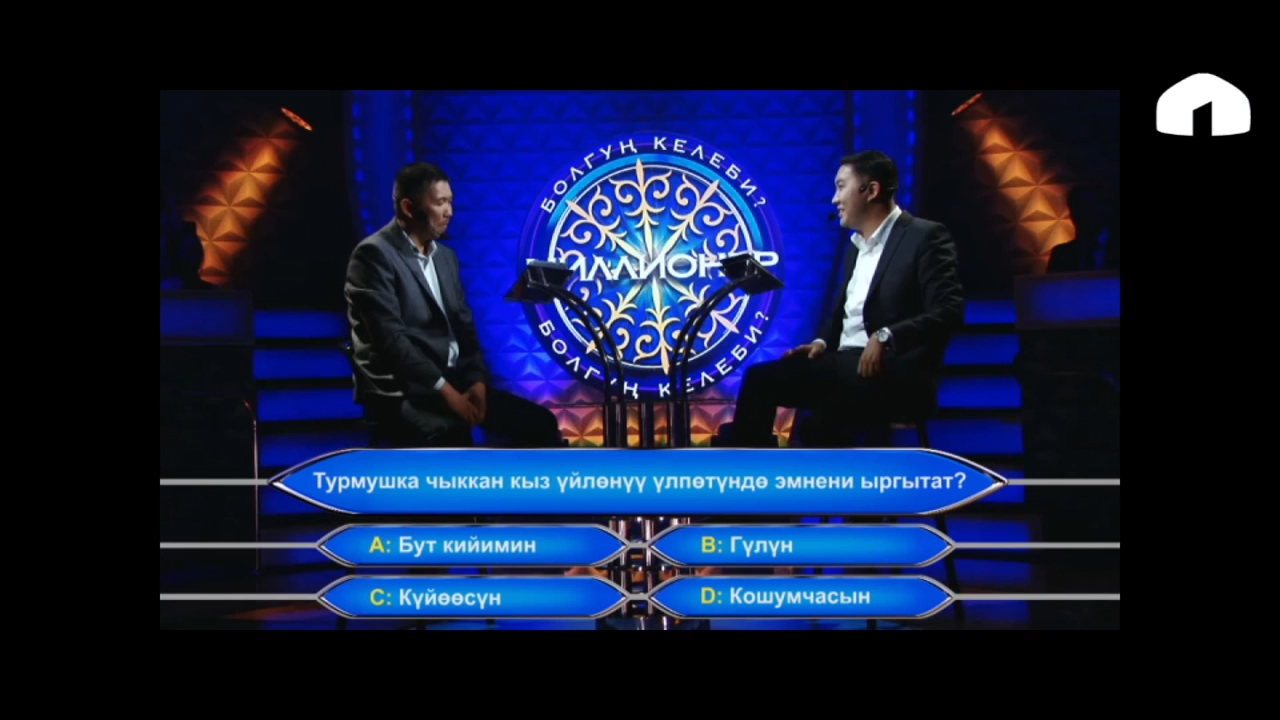 БОЛГУҢ КЕЛЕБИ?
БОЛГУҢ КЕЛЕБИ?
Турмушка чыккан кыз үйлөнүү үлпөтүндө эмнени ыргытат?
A: Бут кийимин
B: Гүлүн
C: Күйөөсүн
D: Кошумчасын